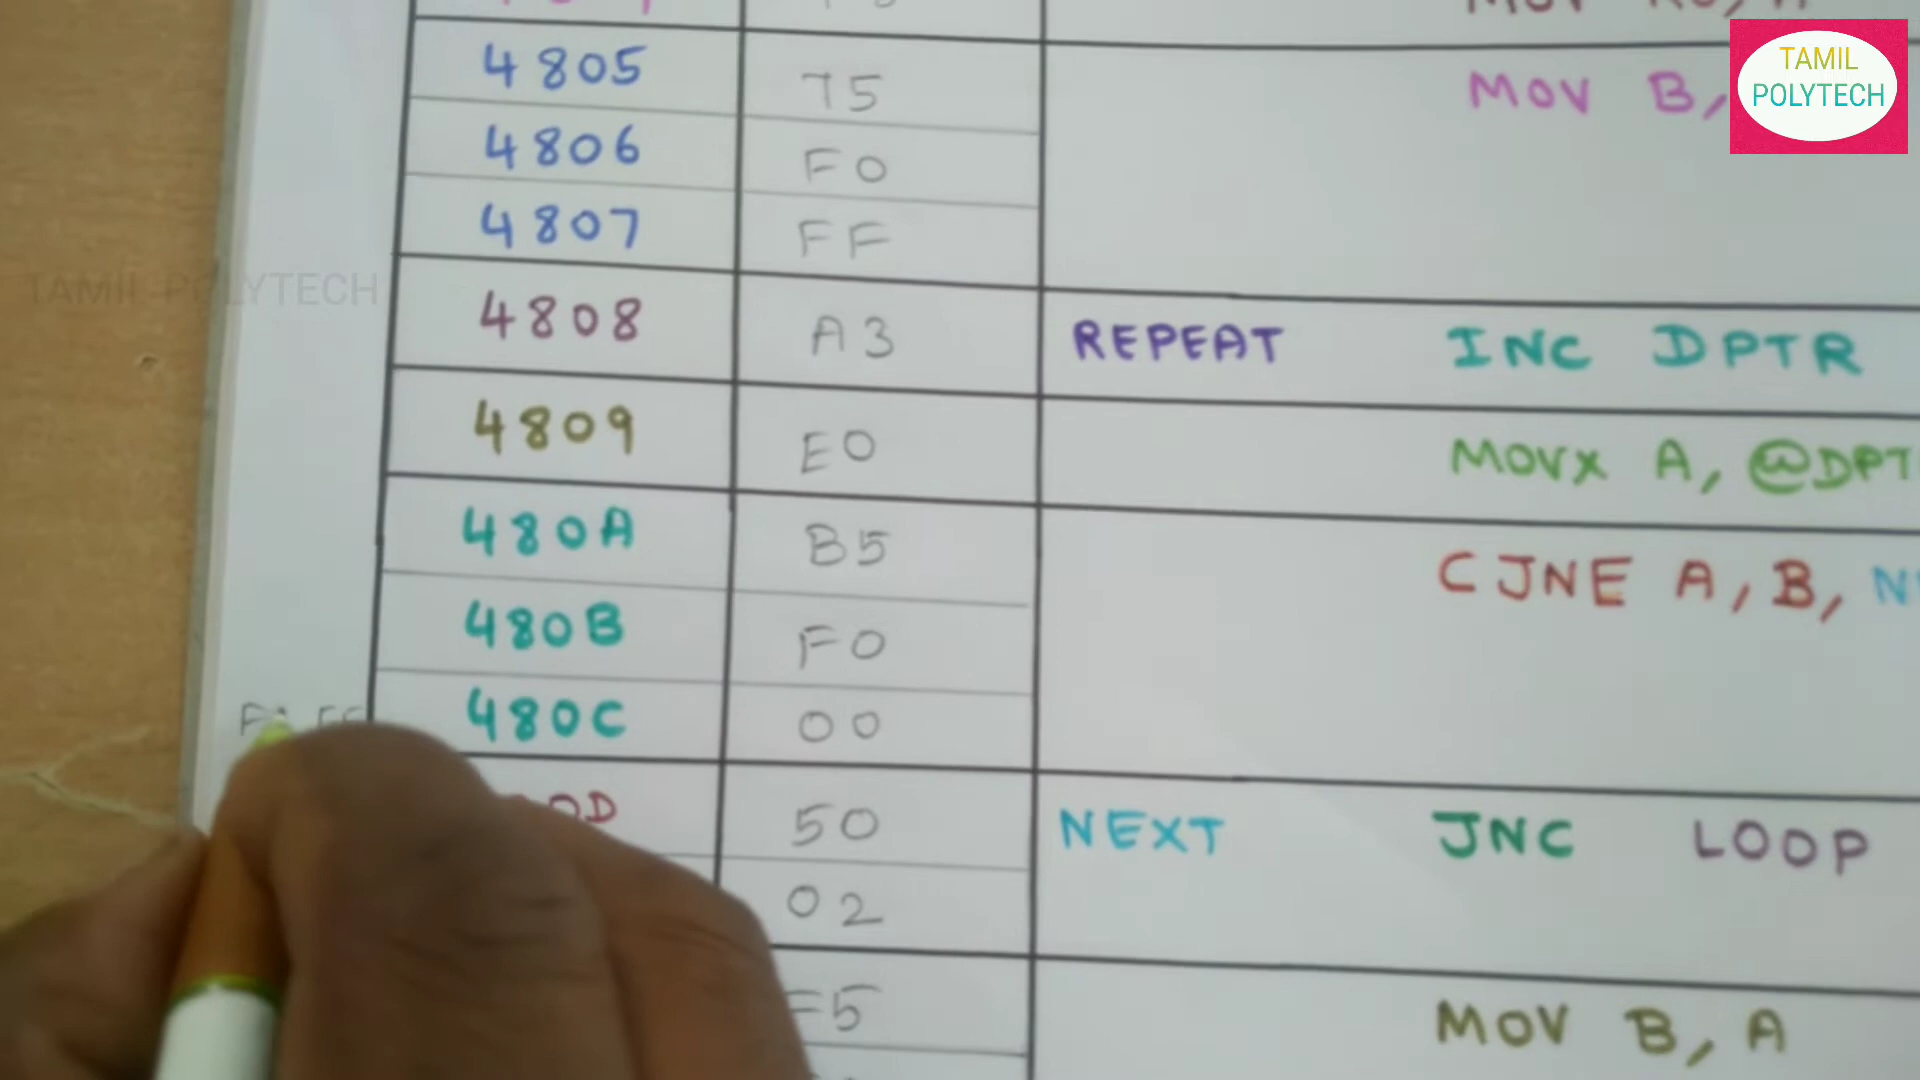 4805 75 MOV B,
TAMIL
POLYTECH
4806 F0
4807 FF
TAMIL POLYTECH
4808 A3 REPEAT INC DPTR
4809 E0 MOVX A, @DPT
480A B5 CJNE A, B,
480B F0
480C 00
0D 50 NEXT JNC LOOP
02
F5 MOV B, A